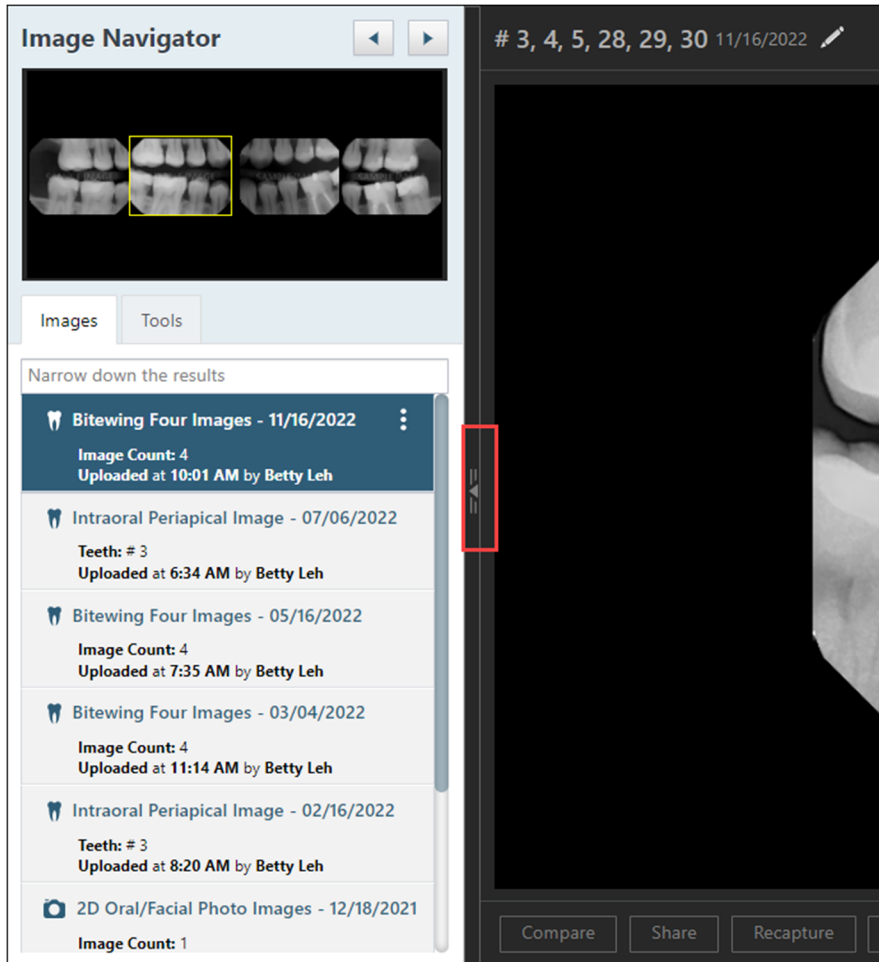 Image Navigator
# 3, 4, 5, 28, 29, 30 11/16/2022
Images
Tools
Narrow down the results
Bitewing Four Images - 11/16/2022
Image Count: 4
Uploaded at 10:01 AM by Betty Leh
Intraoral Periapical Image - 07/06/2022
Teeth: # 3
Uploaded at 6:34 AM by Betty Leh
Bitewing Four Images - 05/16/2022
Image Count: 4
Uploaded at 7:35 AM by Betty Leh
Bitewing Four Images - 03/04/2022
Image Count: 4
Uploaded at 11:14 AM by Betty Leh
Intraoral Periapical Image - 02/16/2022
Teeth: # 3
Uploaded at 8:20 AM by Betty Leh
2D Oral/Facial Photo Images - 12/18/2021
Image Count: 1
Compare
Share
Recapture